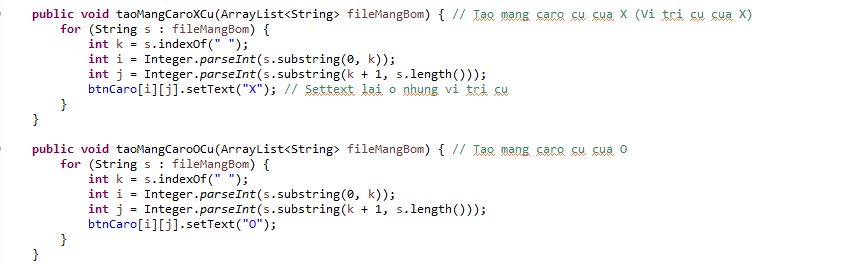 public void taoMangCaroXCu(ArrayList<String> fileMangBom) { // Tao mang caro cu cua X (Vi tri cu cua X)
    for (String s : fileMangBom) {
        int k = s.indexOf(" ");
        int i = Integer.parseInt(s.substring(0, k));
        int j = Integer.parseInt(s.substring(k + 1, s.length()));
        btnCaro[i][j].setText("X"); // Settext lai o nhung vi tri cu
    }
}
public void taoMangCaroOCu(ArrayList<String> fileMangBom) { // Tao mang caro cu cua O
    for (String s : fileMangBom) {
        int k = s.indexOf(" ");
        int i = Integer.parseInt(s.substring(0, k));
        int j = Integer.parseInt(s.substring(k + 1, s.length()));
        btnCaro[i][j].setText("O");
    }
}